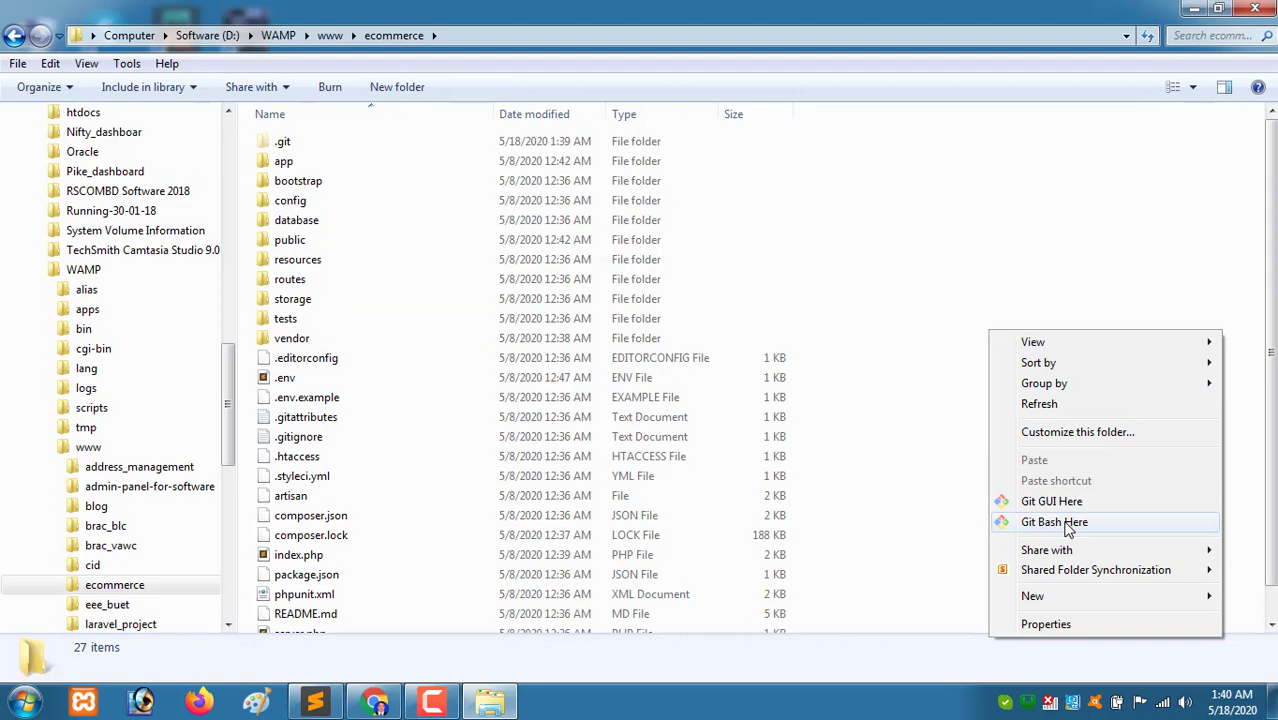 Computer Software (D:) WAMP www ecommerce
Search ecomm...
File Edit View Tools Help
Organize Include in library Share with Burn New folder
htdocs
Nifty_dashboar
Oracle
Pike_dashboard
RSCOMBD Software 2018
Running-30-01-18
System Volume Information
TechSmith Camtasia Studio 9.0
WAMP
alias
apps
bin
cgi-bin
lang
logs
scripts
tmp
www
address_management
admin-panel-for-software
blog
brac_blc
brac_vawc
cid
ecommerce
eee_buet
laravel_project
Name Date modified Type Size
.git 5/18/2020 1:39 AM File folder
app 5/8/2020 12:42 AM File folder
bootstrap 5/8/2020 12:36 AM File folder
config 5/8/2020 12:36 AM File folder
database 5/8/2020 12:36 AM File folder
public 5/8/2020 12:42 AM File folder
resources 5/8/2020 12:36 AM File folder
routes 5/8/2020 12:36 AM File folder
storage 5/8/2020 12:36 AM File folder
tests 5/8/2020 12:36 AM File folder
vendor 5/8/2020 12:38 AM File folder
.editorconfig 5/8/2020 12:36 AM EDITORCONFIG File 1 KB
.env 5/8/2020 12:47 AM ENV File 1 KB
.env.example 5/8/2020 12:36 AM EXAMPLE File 1 KB
.gitattributes 5/8/2020 12:36 AM Text Document 1 KB
.gitignore 5/8/2020 12:36 AM Text Document 1 KB
.htaccess 5/8/2020 12:36 AM HTACCESS File 1 KB
.styleci.yml 5/8/2020 12:36 AM YML File 1 KB
artisan 5/8/2020 12:36 AM File 2 KB
composer.json 5/8/2020 12:36 AM JSON File 2 KB
composer.lock 5/8/2020 12:37 AM LOCK File 188 KB
index.php 5/8/2020 12:39 AM PHP File 2 KB
package.json 5/8/2020 12:36 AM JSON File 2 KB
phpunit.xml 5/8/2020 12:36 AM XML Document 2 KB
README.md 5/8/2020 12:36 AM MD File 5 KB
server.php 5/8/2020 12:36 AM PHP File 1 KB
View
Sort by
Group by
Refresh
Customize this folder...
Paste
Paste shortcut
Git GUI Here
Git Bash Here
Share with
Shared Folder Synchronization
New
Properties
27 items
1:40 AM
5/18/2020